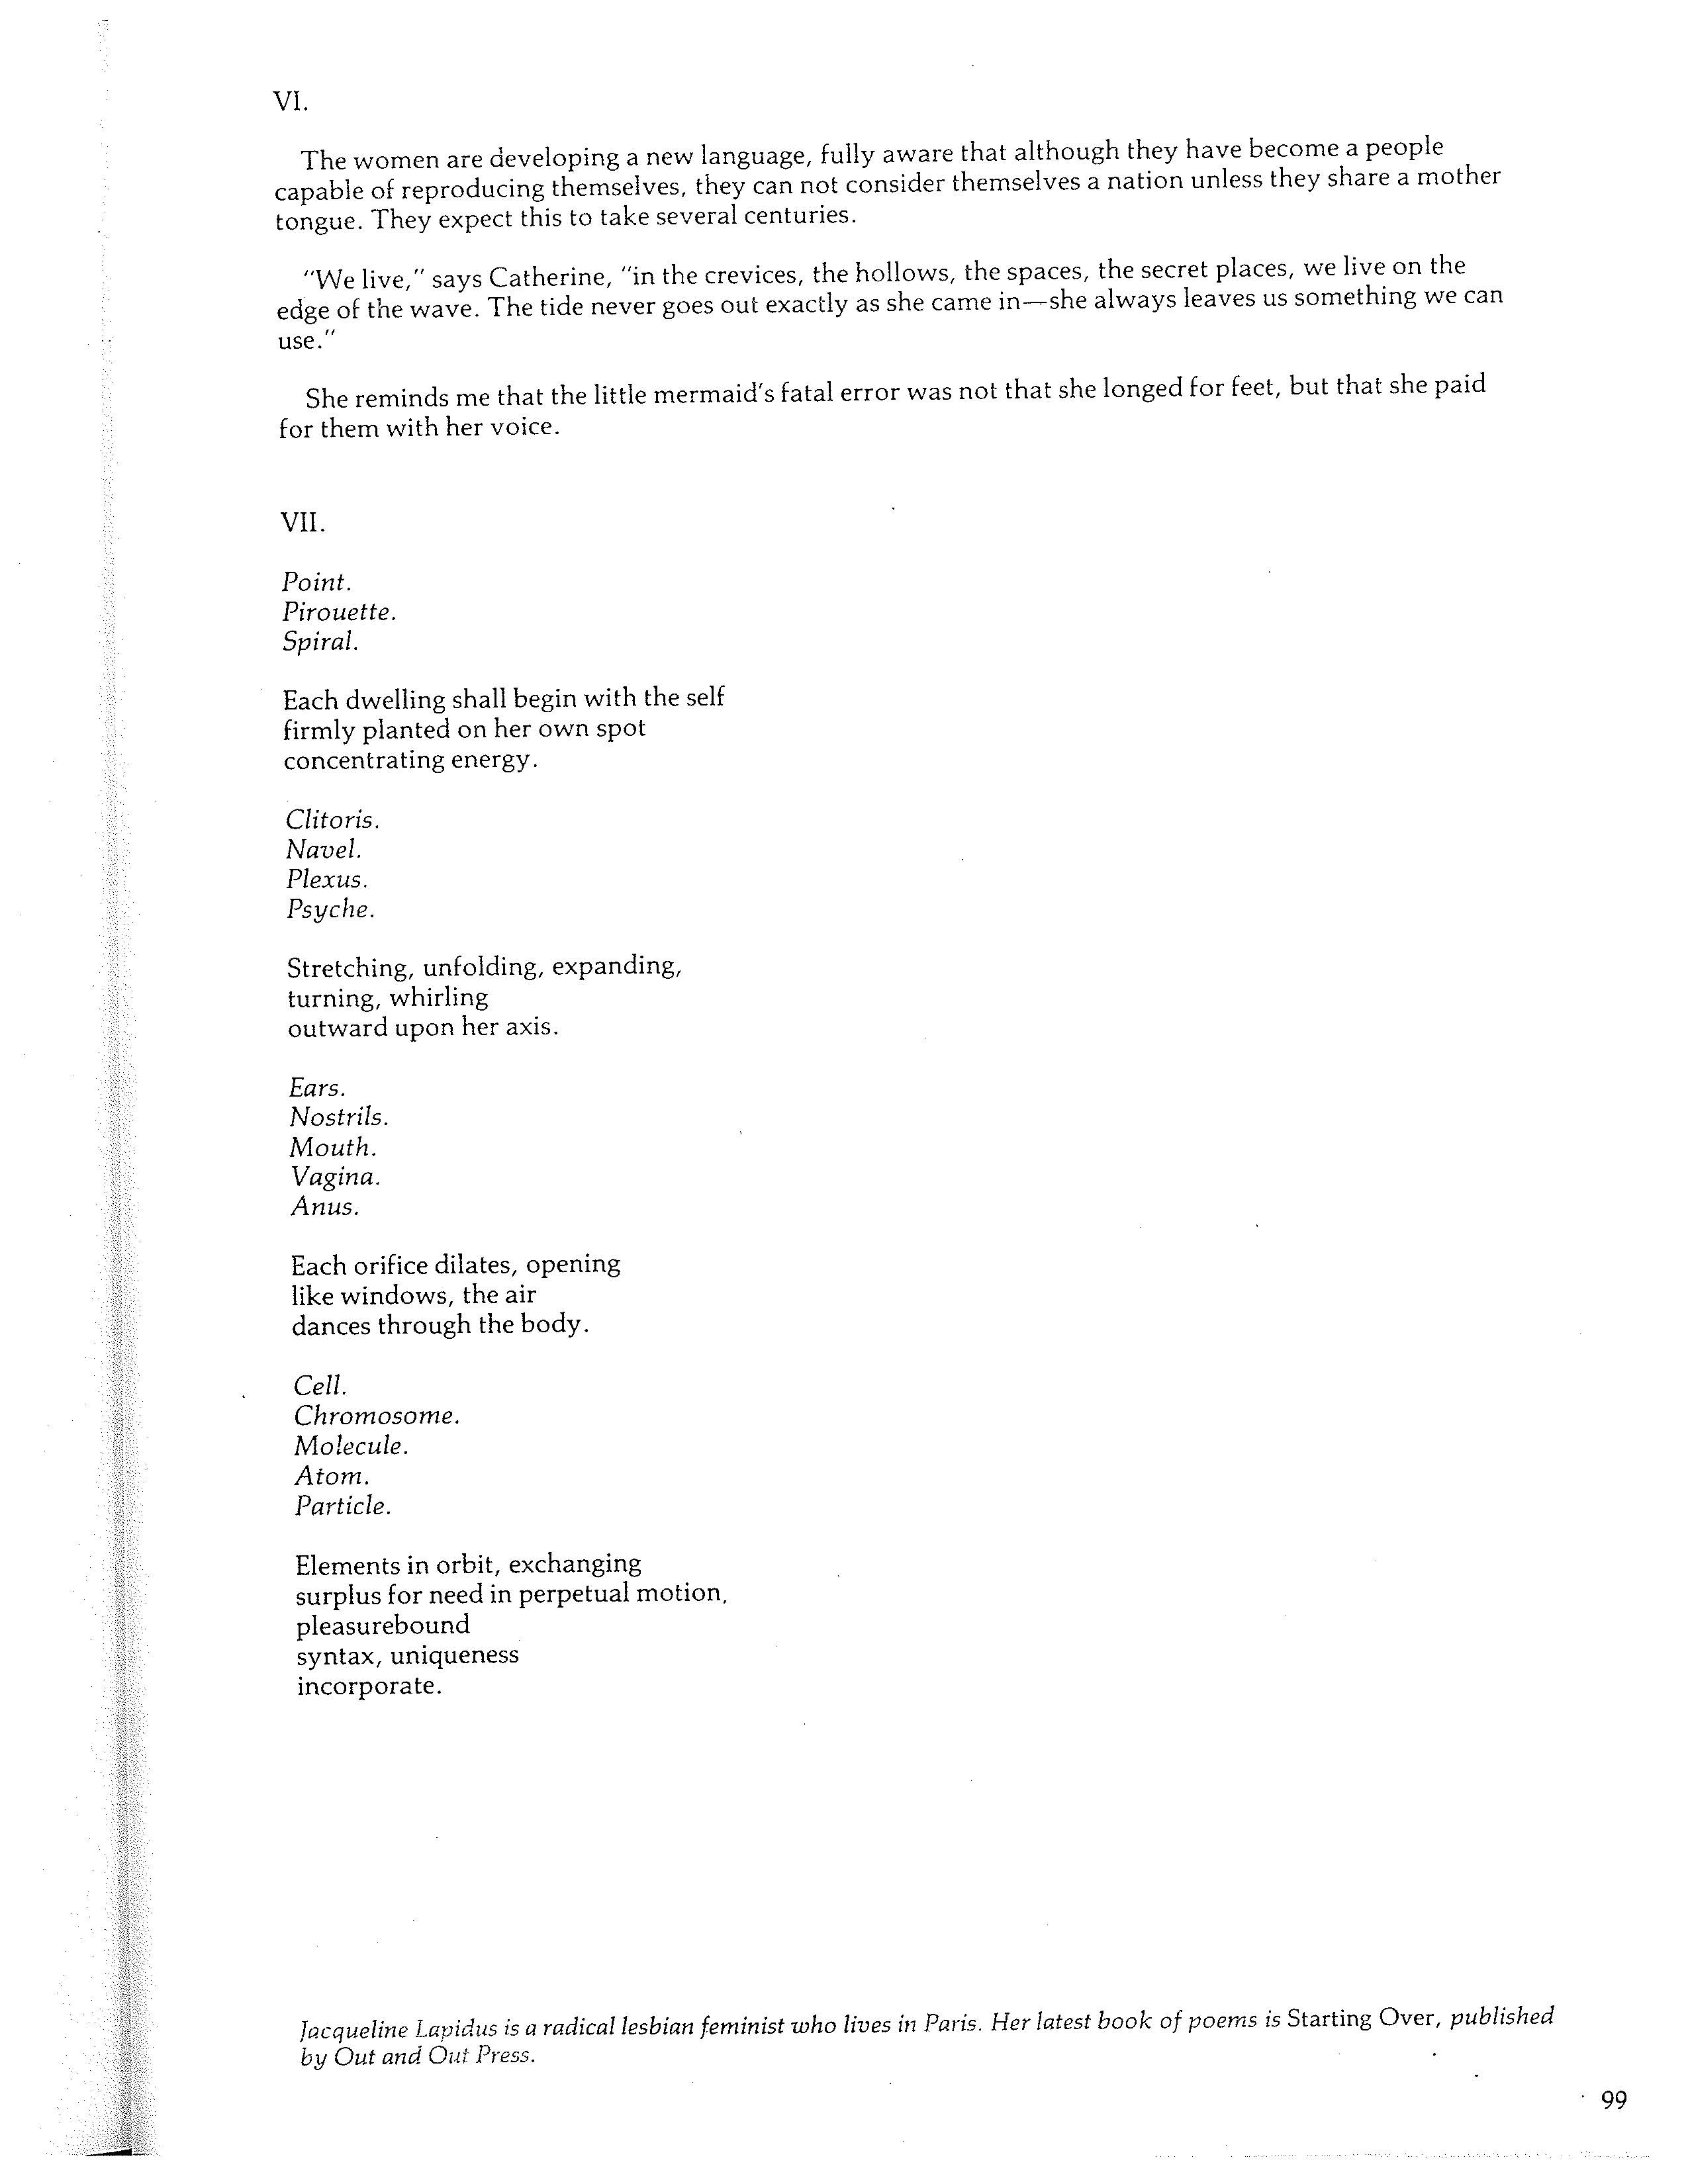 VI.
The women are developing a new language, fully aware that although they have become a people
capable of reproducing themselves, they can not consider themselves a nation unless they share a mother
tongue. They expect this to take several centuries.
"We live," says Catherine, "in the crevices, the hollows, the spaces, the secret places, we live on the
edge of the wave. The tide never goes out exactly as she came in—she always leaves us something we can
use."
She reminds me that the little mermaid's fatal error was not that she longed for feet, but that she paid
for them with her voice.
VII.
Point.
Pirouette.
Spiral.
Each dwelling shall begin with the self
firmly planted on her own spot
concentrating energy.
Clitoris.
Navel.
Plexus.
Psyche.
Stretching, unfolding, expanding,
turning, whirling
outward upon her axis.
Ears.
Nostrils.
Mouth.
Vagina.
Anus.
Each orifice dilates, opening
like windows, the air
dances through the body.
Cell.
Chromosome.
Molecule.
Atom.
Particle.
Elements in orbit, exchanging
surplus for need in perpetual motion,
pleasurebound
syntax, uniqueness
incorporate.
Jacqueline Lapidus is a radical lesbian feminist who lives in Paris. Her latest book of poems is Starting Over, published
by Out and Out Press.
99